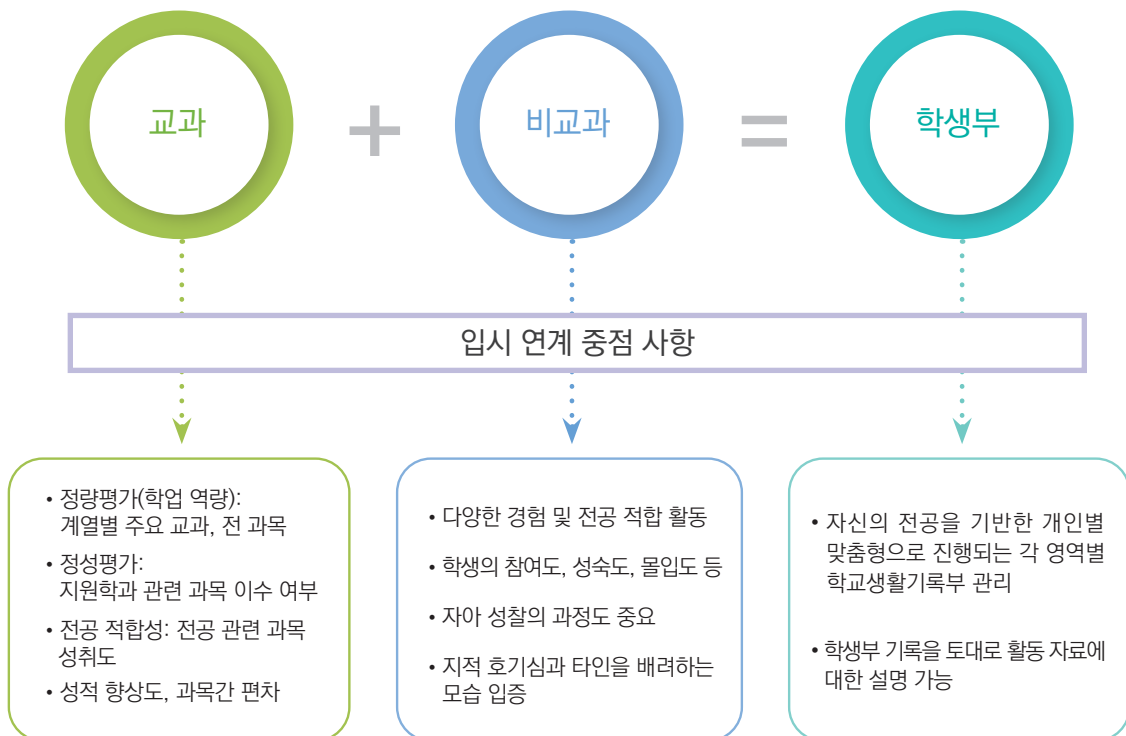 교과
+
비교과
=
학생부
입시 연계 중점 사항
• 정량평가(학업 역량):
계열별 주요 교과, 전 과목
• 정성평가:
지원학과 관련 과목 이수 여부
• 전공 적합성: 전공 관련 과목
성취도
• 성적 향상도, 과목간 편차
• 다양한 경험 및 전공 적합 활동
• 학생의 참여도, 성숙도, 몰입도 등
• 자아 성찰의 과정도 중요
• 지적 호기심과 타인을 배려하는
모습 입증
• 자신의 전공을 기반한 개인별
맞춤형으로 진행되는 각 영역별
학교생활기록부 관리
• 학생부 기록을 토대로 활동 자료에
대한 설명 가능